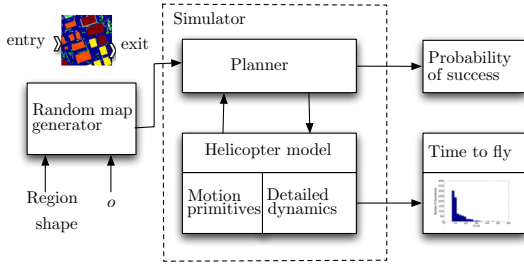 Simulator
entry
exit
Planner
Probability
of success
Random map
generator
Helicopter model
Time to fly
Motion
primitives
Detailed
dynamics
Region
shape
o